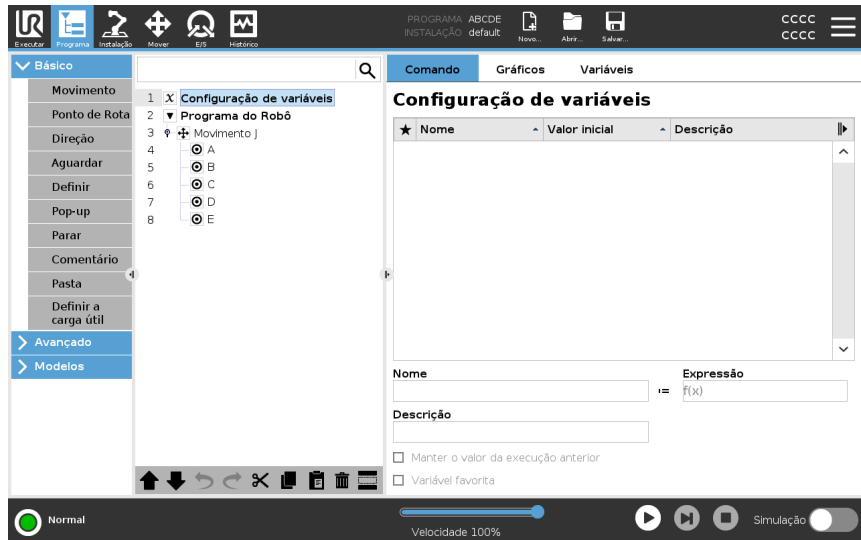 PROGRAMA ABCDE
INSTALAÇÃO default
CCCC
CCCC
Executar Programa Instalação Mover E/S Histórico Novo... Abrir... Salvar...
Básico
Movimento
Ponto de Rota
Direção
Aguardar
Definir
Pop-up
Parar
Comentário
Pasta
Definir a
carga útil
Avançado
Modelos
1 x Configuração de variáveis
2 Programa do Robô
3 Movimento J
4 A
5 B
6 C
7 D
8 E
Comando Gráficos Variáveis
Configuração de variáveis
Nome Valor inicial Descrição
Nome Expressão
:= f(x)
Descrição
Manter o valor da execução anterior
Variável favorita
Normal
Velocidade 100%
Simulação